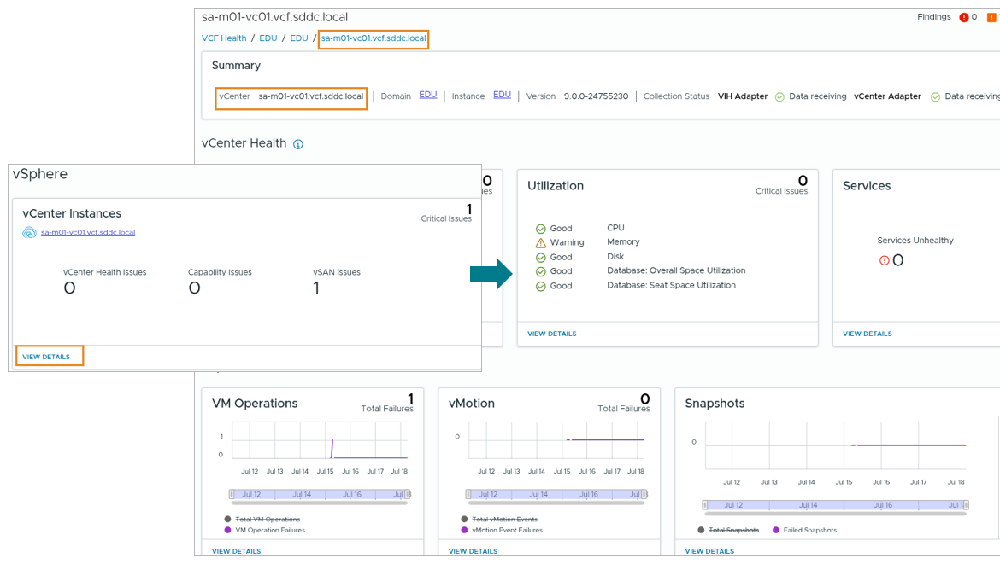 sa-m01-vc01.vcf.sddc.local
Findings 0
VCF Health / EDU / EDU / sa-m01-vc01.vcf.sddc.local
Summary
vCenter sa-m01-vc01.vcf.sddc.local | Domain EDU | Instance EDU | Version 9.0.0-24755230 | Collection Status VIH Adapter Data receiving vCenter Adapter Data receiving
vCenter Health
vSphere
vCenter Instances
1
Critical Issues
sa-m01-vc01.vcf.sddc.local
vCenter Health Issues
0
Capability Issues
0
vSAN Issues
1
VIEW DETAILS
0
Utilization
0
Critical Issues
Good CPU
Warning Memory
Good Disk
Good Database: Overall Space Utilization
Good Database: Seat Space Utilization
VIEW DETAILS
Services
Services Unhealthy
0
VIEW DETAILS
VM Operations
1
Total Failures
1
0
Jul 12 Jul 13 Jul 14 Jul 15 Jul 16 Jul 17 Jul 18
Jul 12 Jul 14 Jul 16 Jul
Total VM Operations
VM Operation Failures
VIEW DETAILS
vMotion
0
Total Failures
0
Jul 12 Jul 13 Jul 14 Jul 15 Jul 16 Jul 17 Jul 18
Jul 12 Jul 14 Jul 16 Jul
Total vMotion Events
vMotion Event Failures
VIEW DETAILS
Snapshots
0
Jul 12 Jul 13 Jul 14 Jul 15 Jul 16 Jul 17 Jul 18
Jul 12 Jul 14 Jul 16 Jul
Total Snapshots Failed Snapshots
VIEW DETAILS